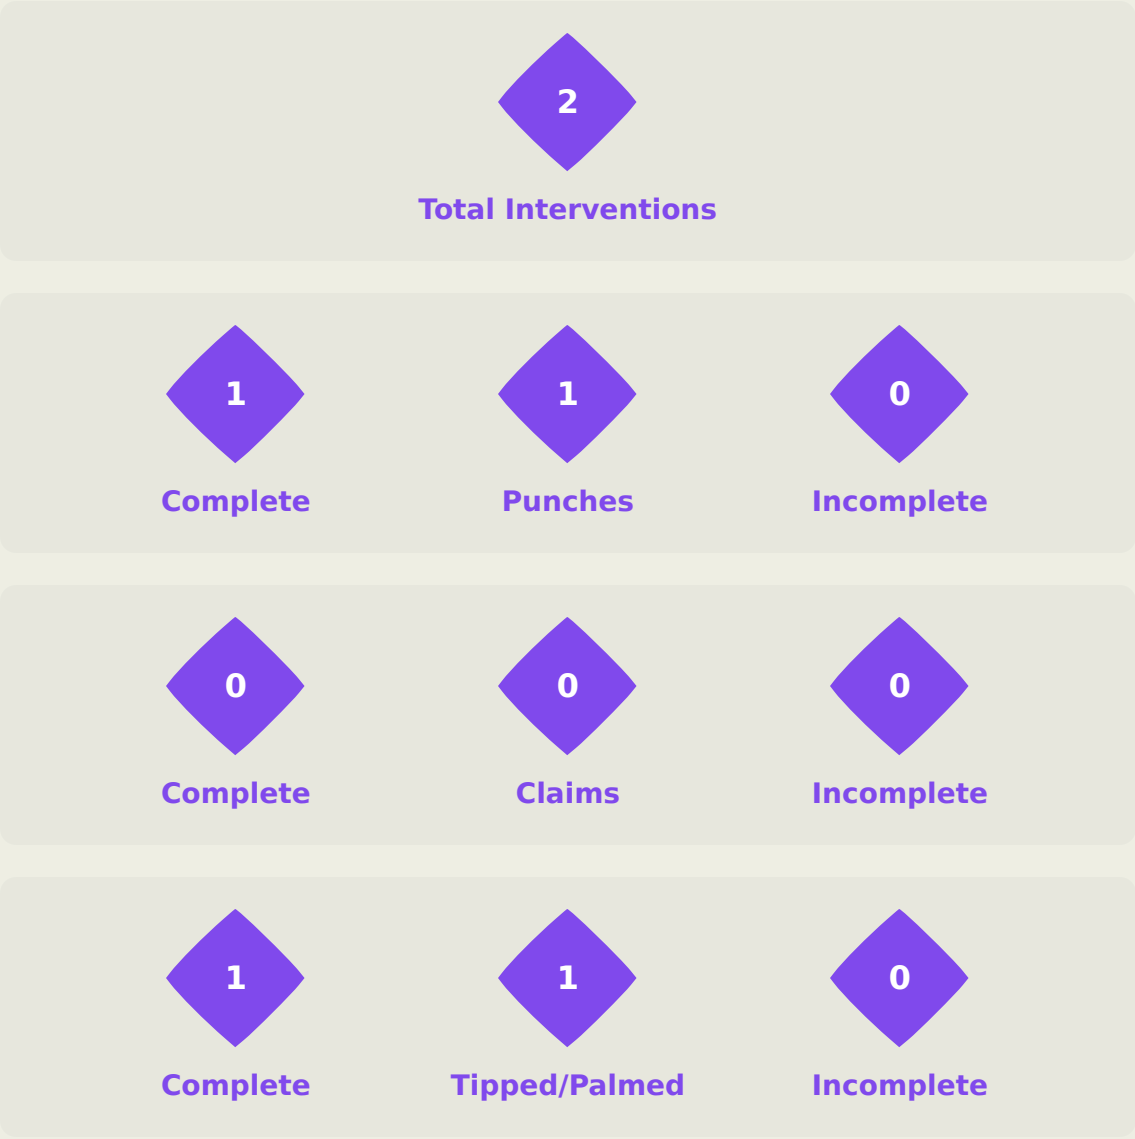 2
Total Interventions
1 1 0
Complete Punches Incomplete
0 0 0
Complete Claims Incomplete
1 1 0
Complete Tipped/Palmed Incomplete